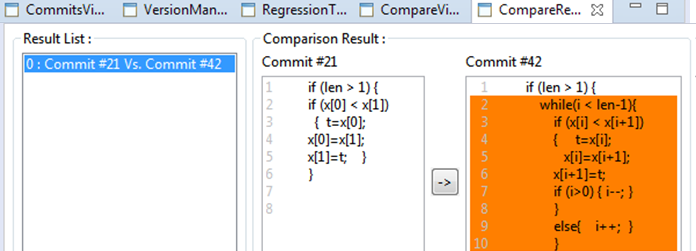 CommitsVi... VersionMan... RegressionT... CompareVi... CompareRe...
Result List :
0 : Commit #21 Vs. Commit #42
Comparison Result :
Commit #21
1 if (len > 1) {
2 if (x[0] < x[1])
3 { t=x[0];
4 x[0]=x[1];
5 x[1]=t; }
6 }
7
8
->
Commit #42
1 if (len > 1) {
2 while(i < len-1){
3 if (x[i] < x[i+1])
4 { t=x[i];
5 x[i]=x[i+1];
6 x[i+1]=t;
7 if (i>0) { i--; }
8 }
9 else{ i++; }
10 }